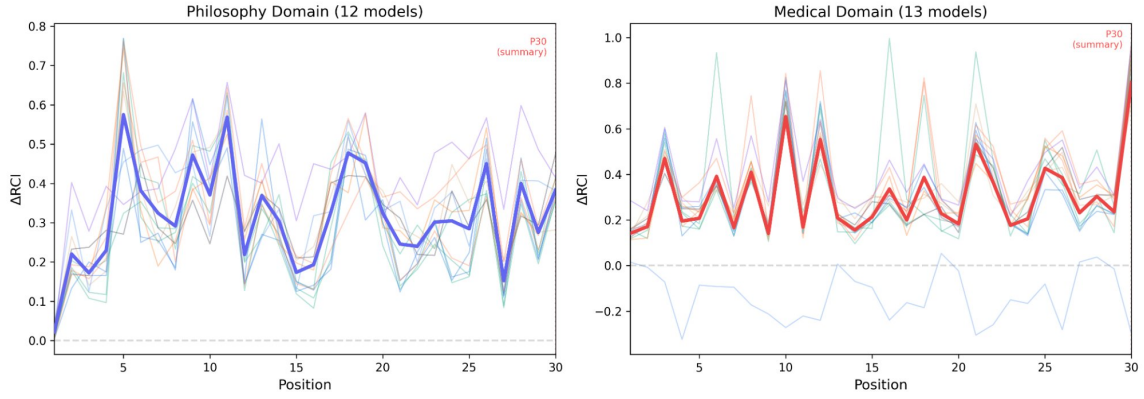 Philosophy Domain (12 models)
P30
(summary)
ΔRCI
0.8
0.7
0.6
0.5
0.4
0.3
0.2
0.1
0.0
5
10
15
20
25
30
Position
Medical Domain (13 models)
P30
(summary)
ΔRCI
1.0
0.8
0.6
0.4
0.2
0.0
−0.2
5
10
15
20
25
30
Position